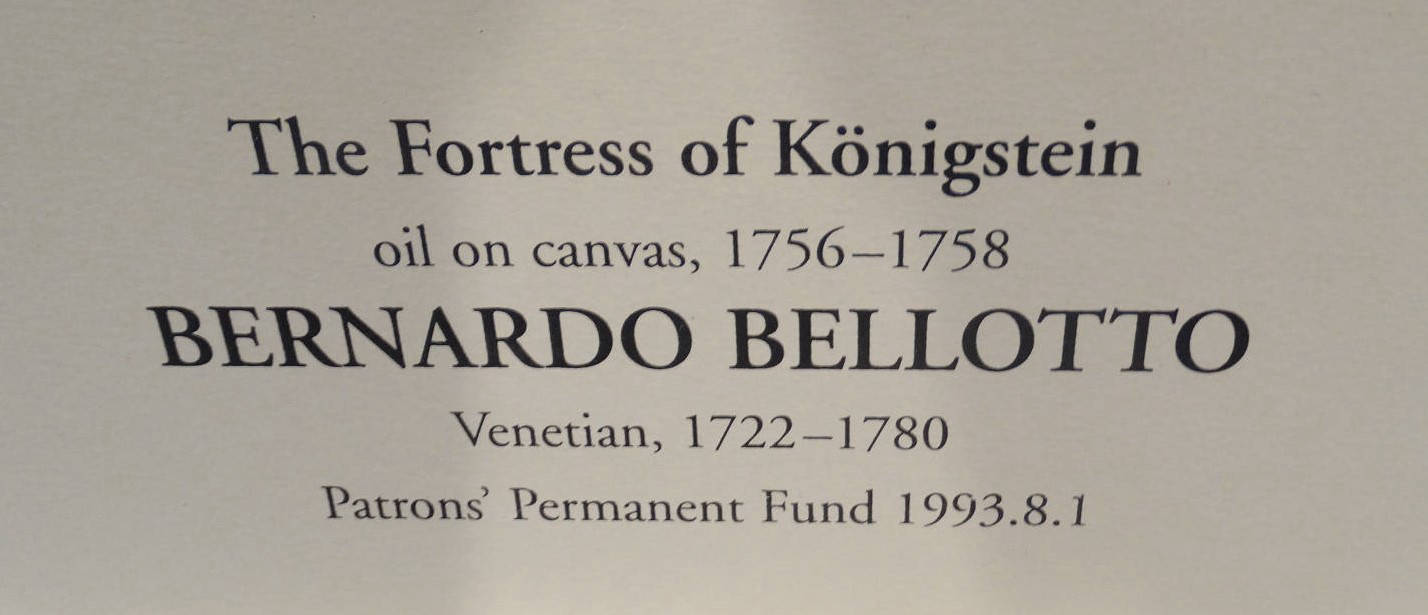 The Fortress of Königstein
oil on canvas, 1756–1758
BERNARDO BELLOTTO
Venetian, 1722–1780
Patrons’ Permanent Fund 1993.8.1